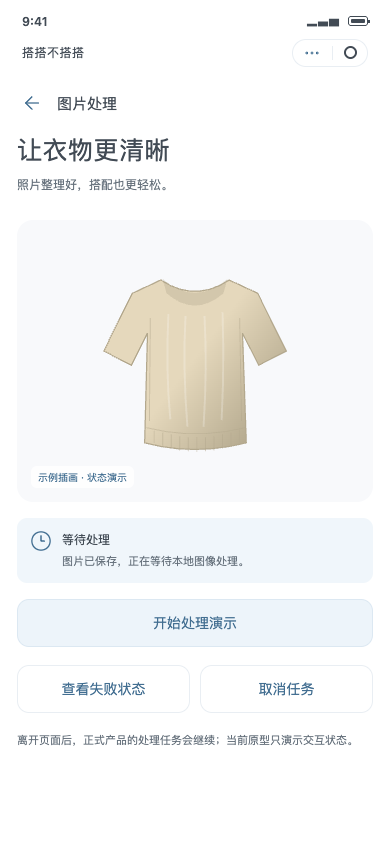 9:41
搭搭不搭搭
图片处理
让衣物更清晰
照片整理好，搭配也更轻松。
示例插画 · 状态演示
等待处理
图片已保存，正在等待本地图像处理。
开始处理演示
查看失败状态
取消任务
离开页面后，正式产品的处理任务会继续；当前原型只演示交互状态。